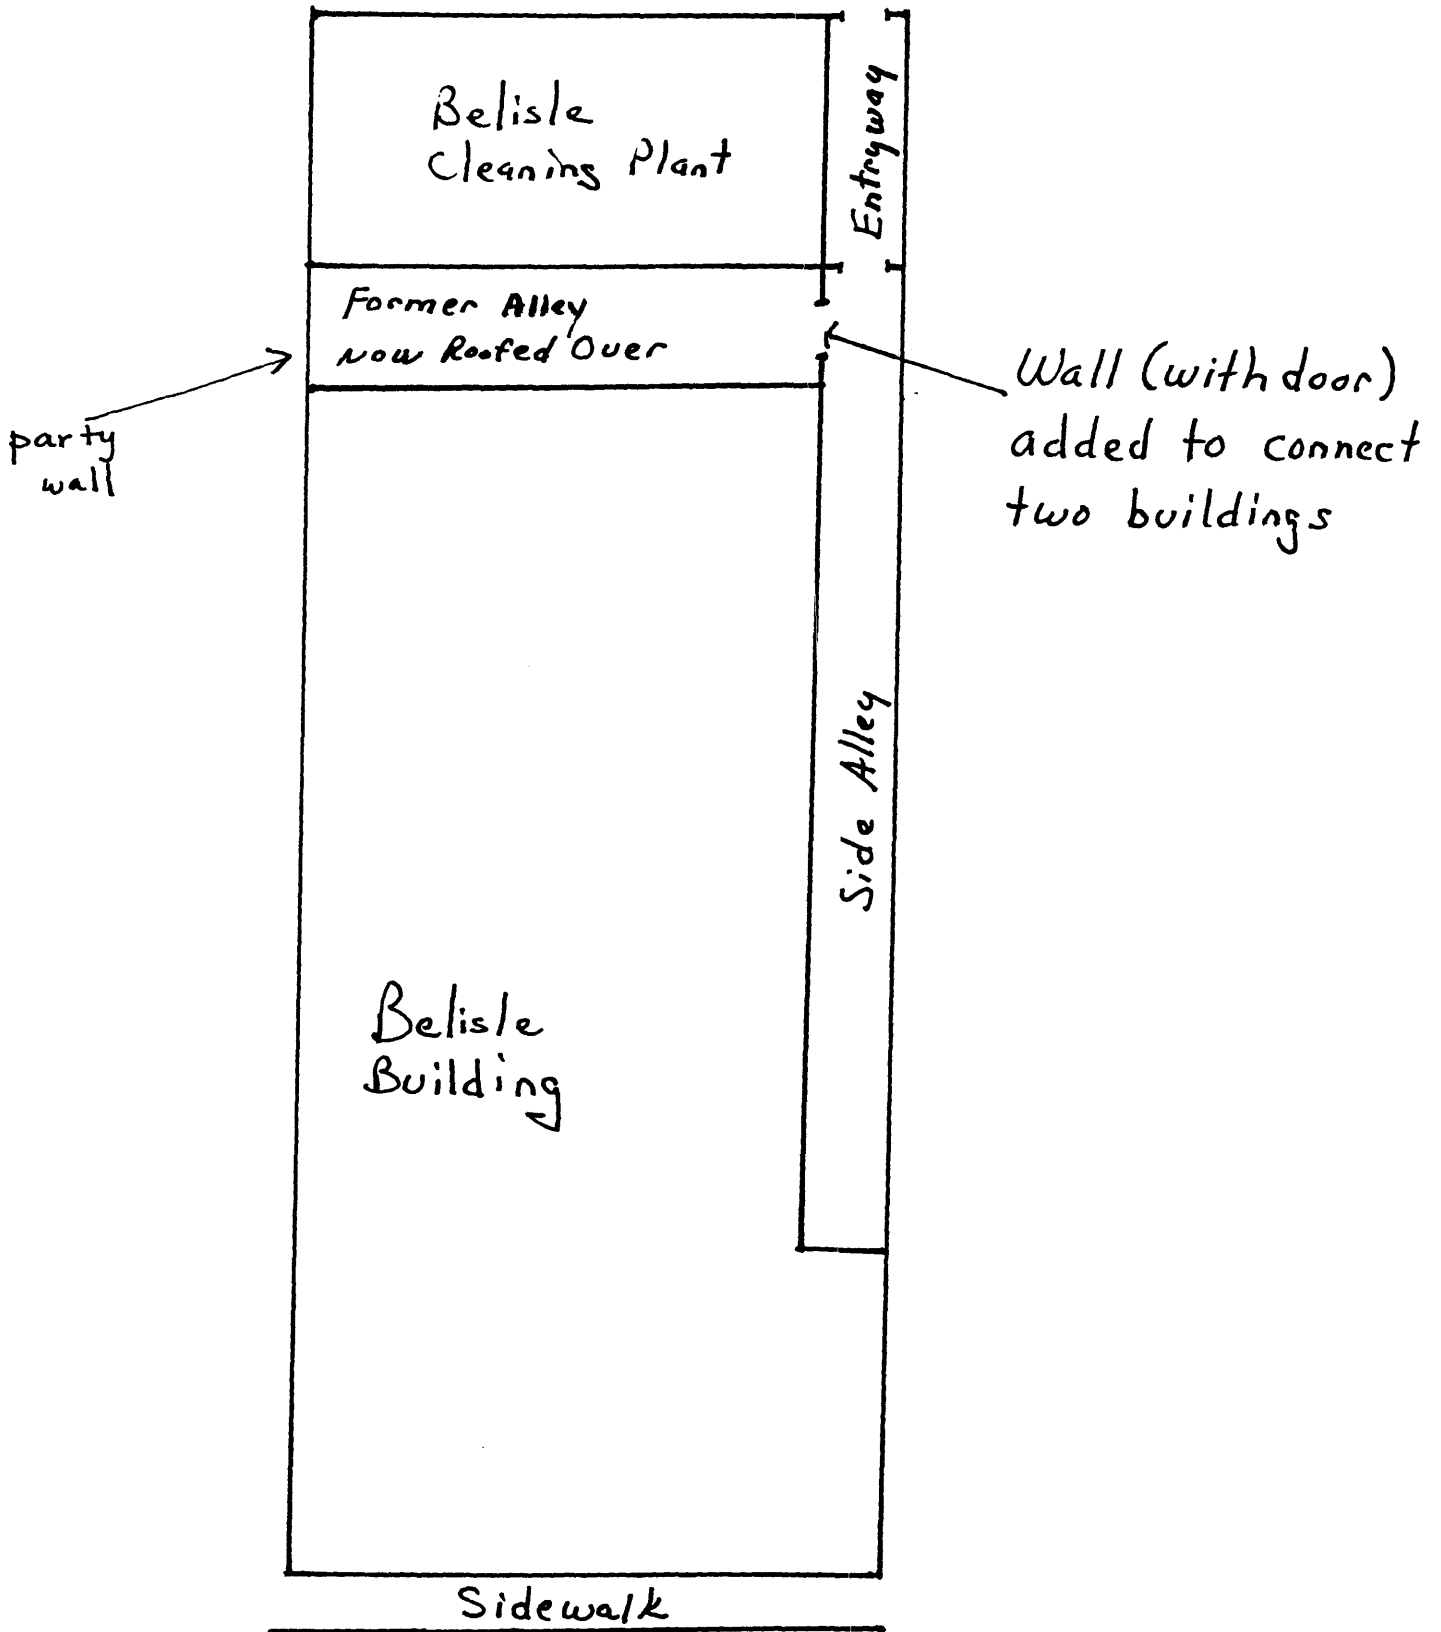 Belisle
Cleaning Plant
Entryway
Former Alley
Now Roofed Over
party
wall
Wall (with door)
added to connect
two buildings
Side Alley
Belisle
Building
Sidewalk